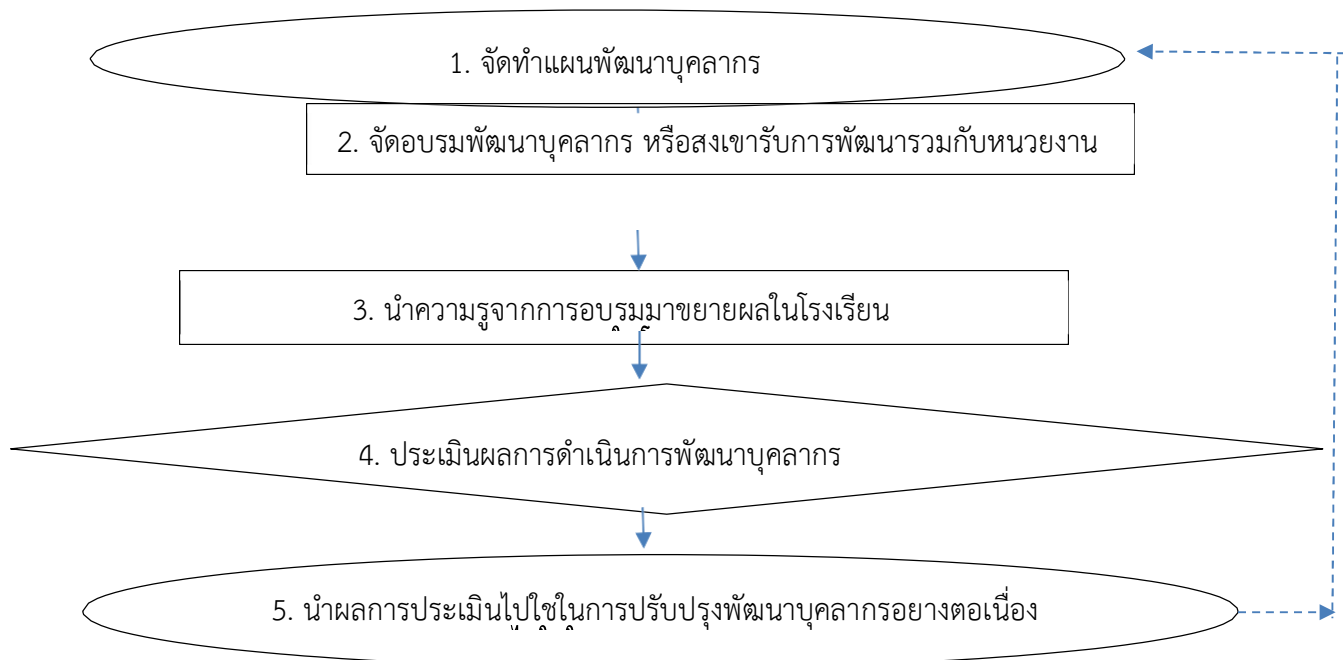 1. จัดทำแผนพัฒนาบุคลากร
2. จัดอบรมพัฒนาบุคลากร หรือสงเขารับการพัฒนารวมกับหนวยงาน
3. นำความรูจากการอบรมมาขยายผลในโรงเรียน
4. ประเมินผลการดำเนินการพัฒนาบุคลากร
5. นำผลการประเมินไปใชในการปรับปรุงพัฒนาบุคลากรอยางตอเนื่อง